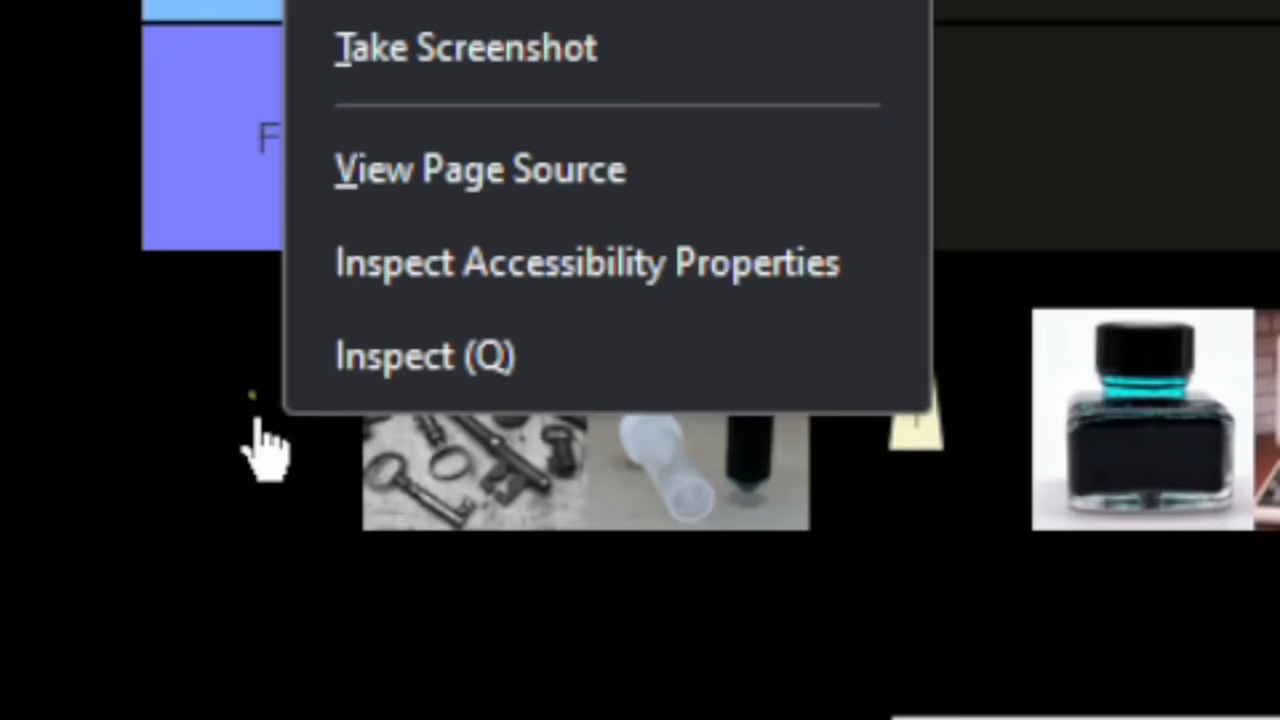 Take Screenshot
F
View Page Source
Inspect Accessibility Properties
Inspect (Q)